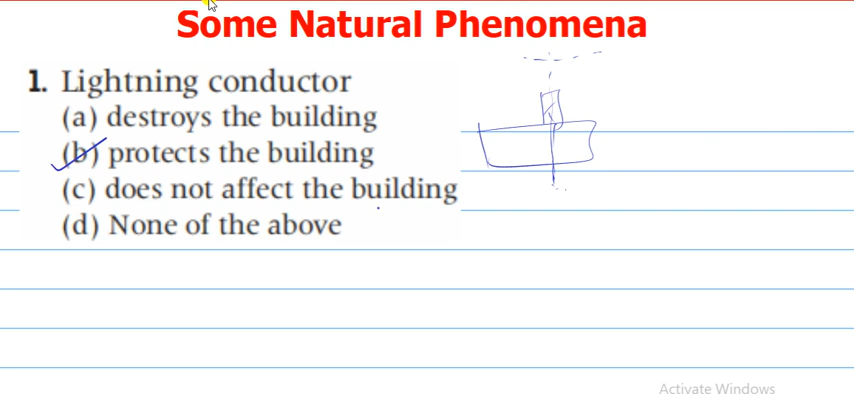 Some Natural Phenomena
1. Lightning conductor
(a) destroys the building
(b) protects the building
(c) does not affect the building
(d) None of the above
Activate Windows